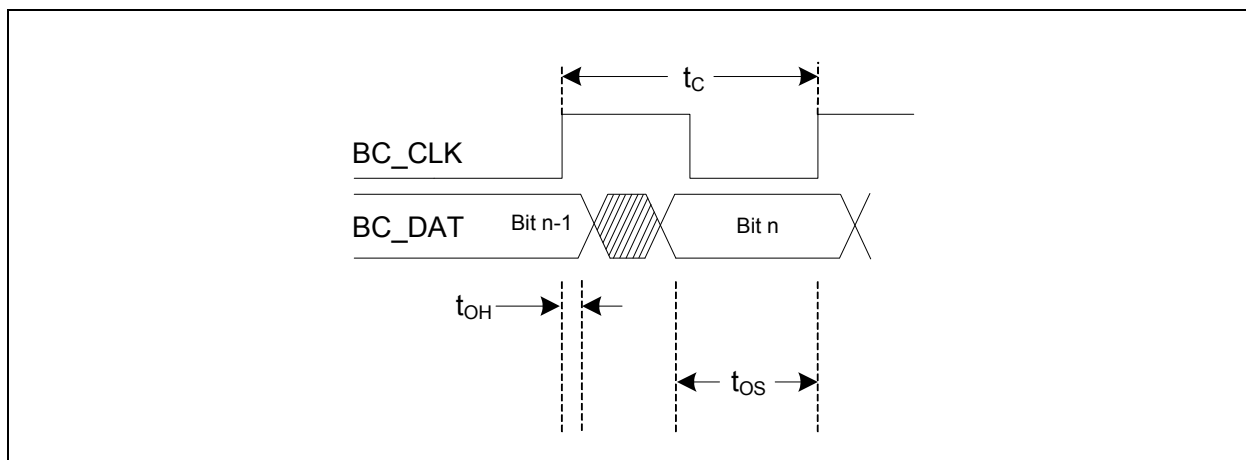 tC
BC_CLK
BC_DAT
Bit n-1
Bit n
tOH
tOS